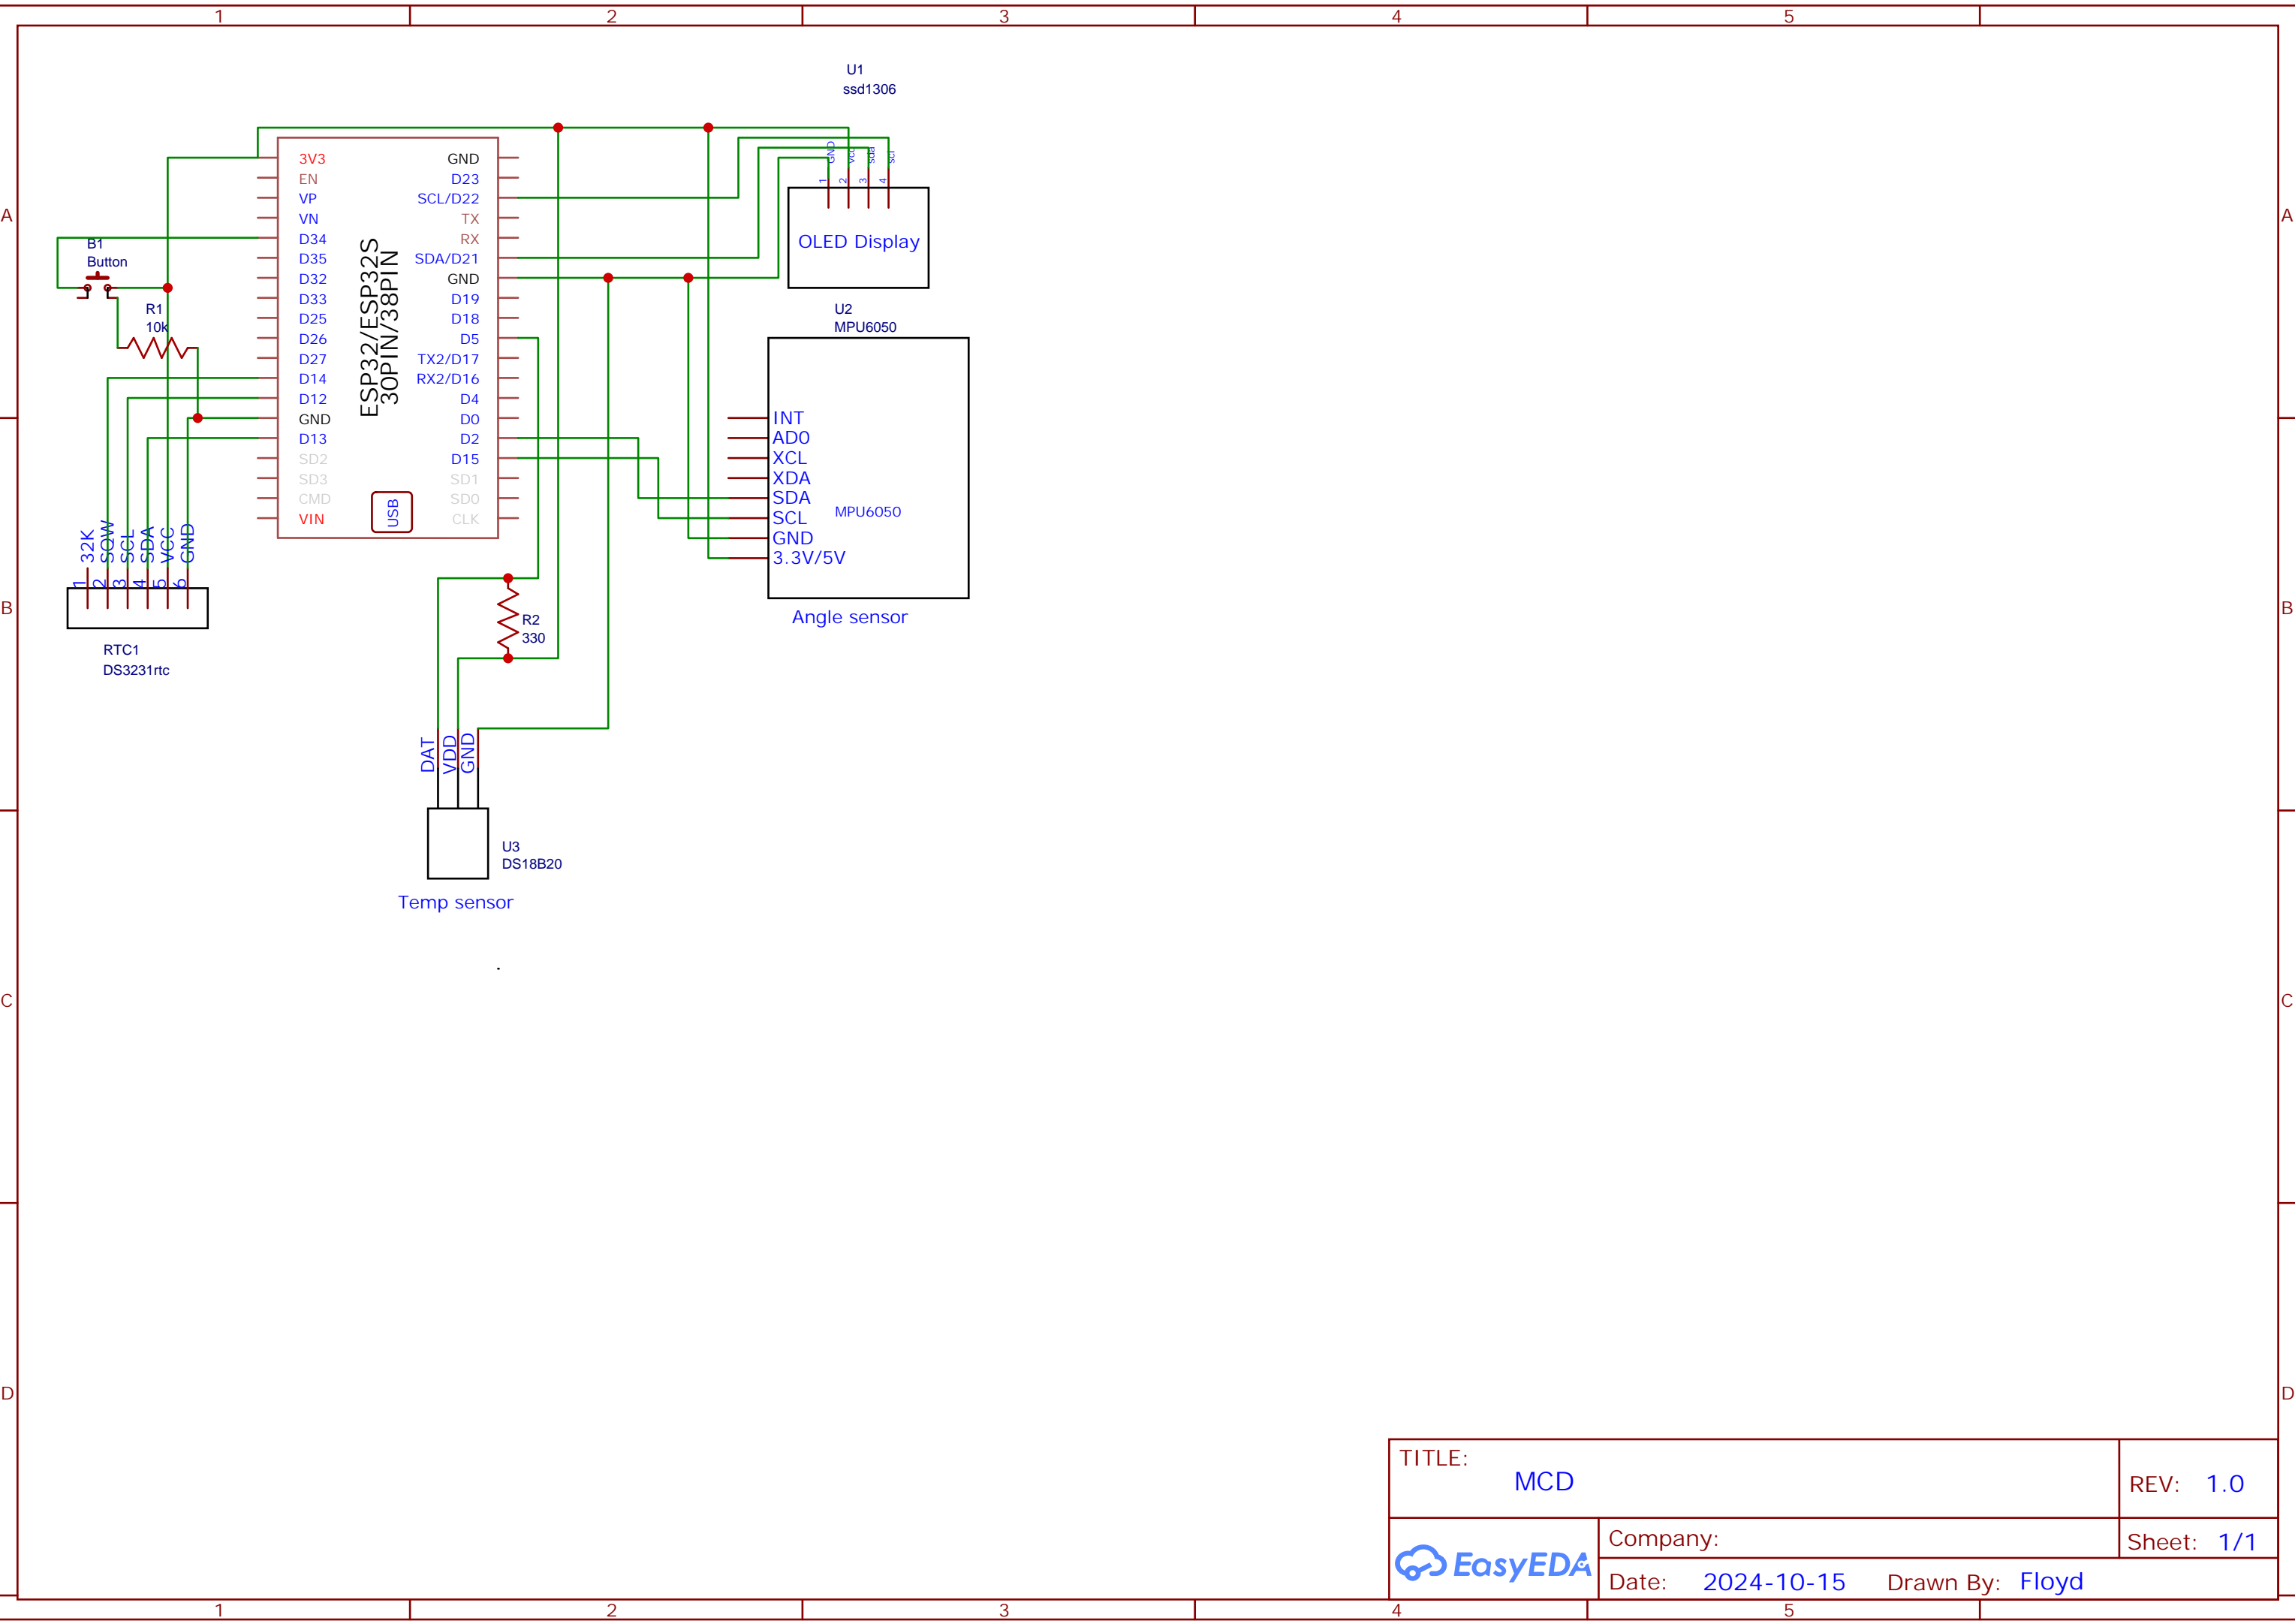 1 2 3 4 5
A A
B B
C C
D D
U1
ssd1306
GND
vcc
sda
scl
1 2 3 4
OLED Display
3V3
EN
VP
VN
D34
D35
D32
D33
D25
D26
D27
D14
D12
GND
D13
SD2
SD3
CMD
VIN
ESP32/ESP32S
30PIN/38PIN
USB
GND
D23
SCL/D22
TX
RX
SDA/D21
GND
D19
D18
D5
TX2/D17
RX2/D16
D4
D0
D2
D15
SD1
SD0
CLK
B1
Button
R1
10k
U2
MPU6050
INT
AD0
XCL
XDA
SDA
SCL
GND
3.3V/5V
MPU6050
Angle sensor
32K
SQW
SCL
SDA
VCC
GND
1 2 3 4 5 6
RTC1
DS3231rtc
R2
330
DAT
VDD
GND
U3
DS18B20
Temp sensor
TITLE:
MCD
REV: 1.0
EasyEDA
Company:
Sheet: 1/1
Date: 2024-10-15 Drawn By: Floyd
1 2 3 4 5